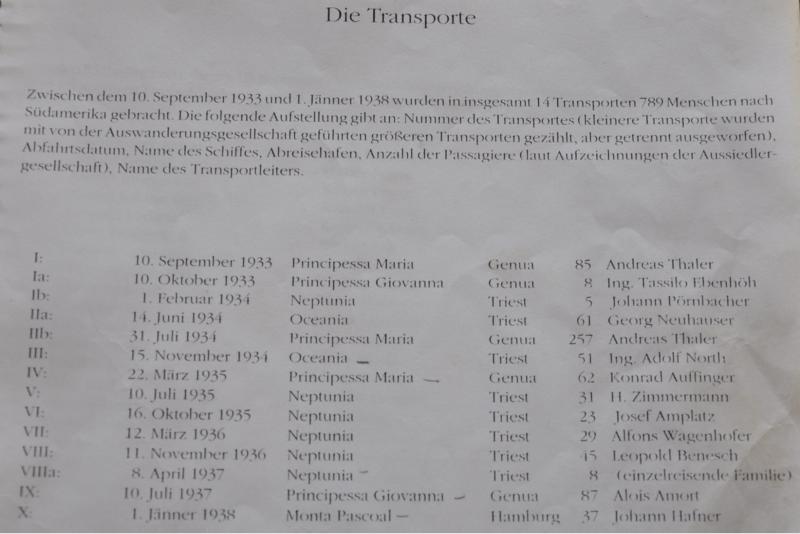 Die Transporte
Zwischen dem 10. September 1933 und 1. Jänner 1938 wurden in insgesamt 14 Transporten 789 Menschen nach
Südamerika gebracht. Die folgende Aufstellung gibt an: Nummer des Transportes (kleinere Transporte wurden
mit von der Auswanderungsgesellschaft geführten größeren Transporten gezählt, aber getrennt ausgeworfen),
Abfahrtsdatum, Name des Schiffes, Abreisehafen, Anzahl der Passagiere (laut Aufzeichnungen der Aussiedler-
gesellschaft), Name des Transportleiters.
I: 10. September 1933 Principessa Maria Genua 85 Andreas Thaler
Ia: 10. Oktober 1933 Principessa Giovanna Genua 8 Ing. Tassilo Ebenhöh
Ib: 1. Februar 1934 Neptunia Triest 5 Johann Pörnbacher
IIa: 14. Juni 1934 Oceania Triest 61 Georg Neuhauser
IIb: 31. Juli 1934 Principessa Maria Genua 257 Andreas Thaler
III: 15. November 1934 Oceania Triest 51 Ing. Adolf North
IV: 22. März 1935 Principessa Maria Genua 62 Konrad Auffinger
V: 10. Juli 1935 Neptunia Triest 31 H. Zimmermann
VI: 16. Oktober 1935 Neptunia Triest 23 Josef Amplatz
VII: 12. März 1936 Neptunia Triest 29 Alfons Wagenhofer
VIII: 11. November 1936 Neptunia Triest 45 Leopold Benesch
VIIIa: 8. April 1937 Neptunia Triest 8 (einzelreisende Familie)
IX: 10. Juli 1937 Principessa Giovanna Genua 87 Alois Amort
X: 1. Jänner 1938 Monta Pascoal Hamburg 37 Johann Hafner